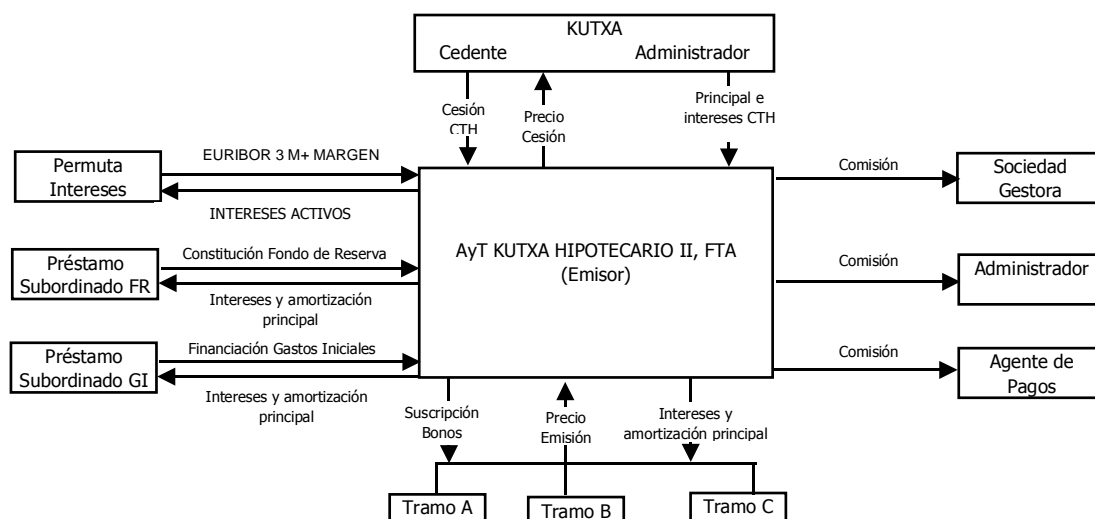 KUTXA
Cedente
Administrador
Cesión
CTH
Precio
Cesión
Principal e
intereses CTH
Permuta
Intereses
EURIBOR 3 M+ MARGEN
INTERESES ACTIVOS
Préstamo
Subordinado FR
Constitución Fondo de Reserva
Intereses y amortización
principal
Préstamo
Subordinado GI
Financiación Gastos Iniciales
Intereses y amortización
principal
AyT KUTXA HIPOTECARIO II, FTA
(Emisor)
Comisión
Sociedad
Gestora
Comisión
Administrador
Comisión
Agente de
Pagos
Suscripción
Bonos
Precio
Emisión
Intereses y
amortización principal
Tramo A
Tramo B
Tramo C